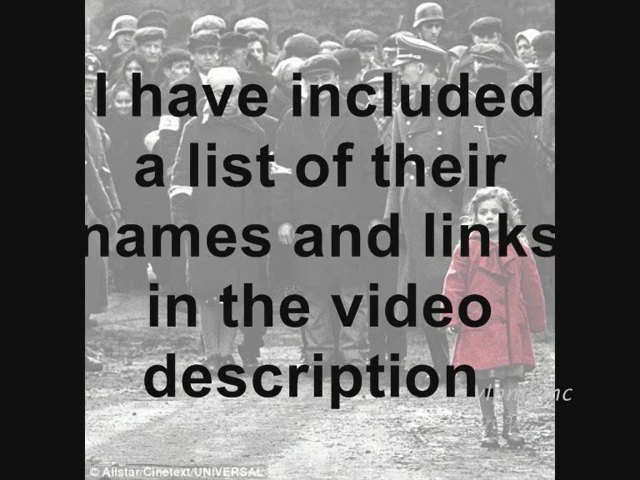 I have included
a list of their
names and links
in the video
description.
© Allstar/Cinetext/UNIVERSAL